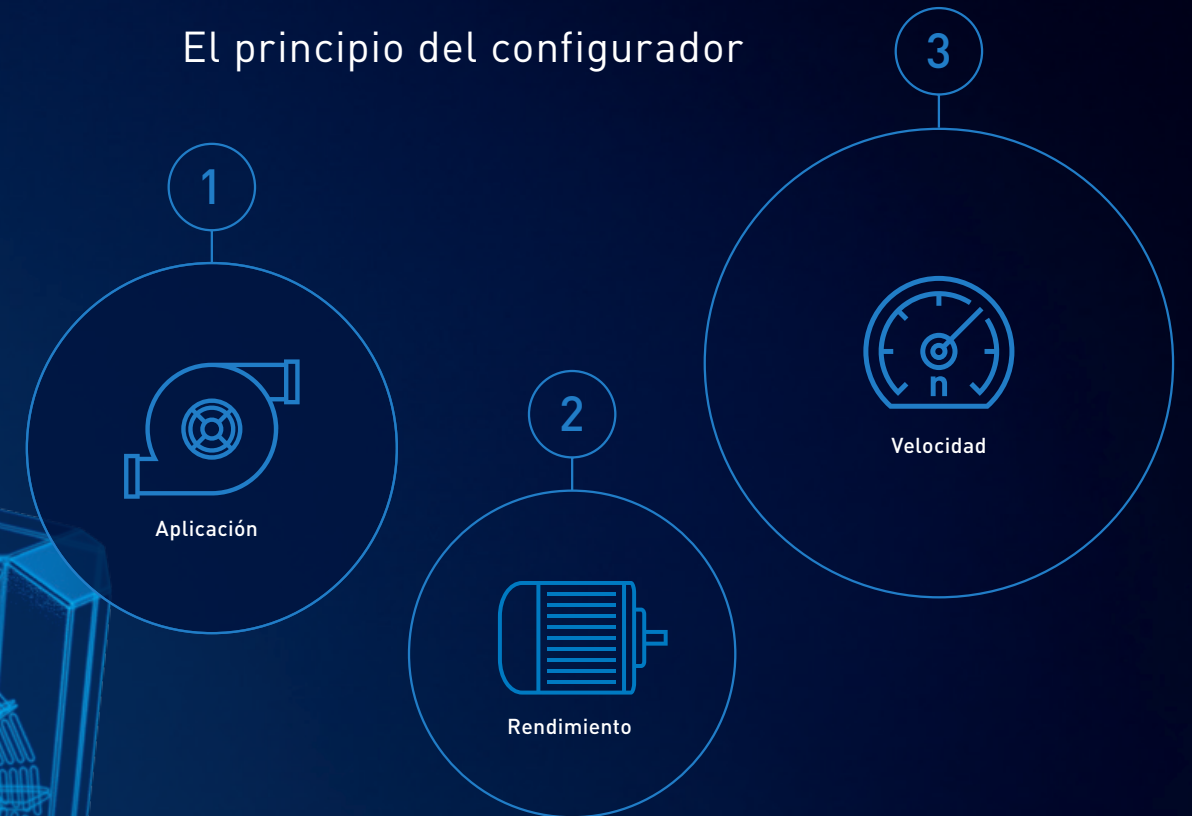 El principio del configurador
1
Aplicación
2
Rendimiento
3
n
Velocidad